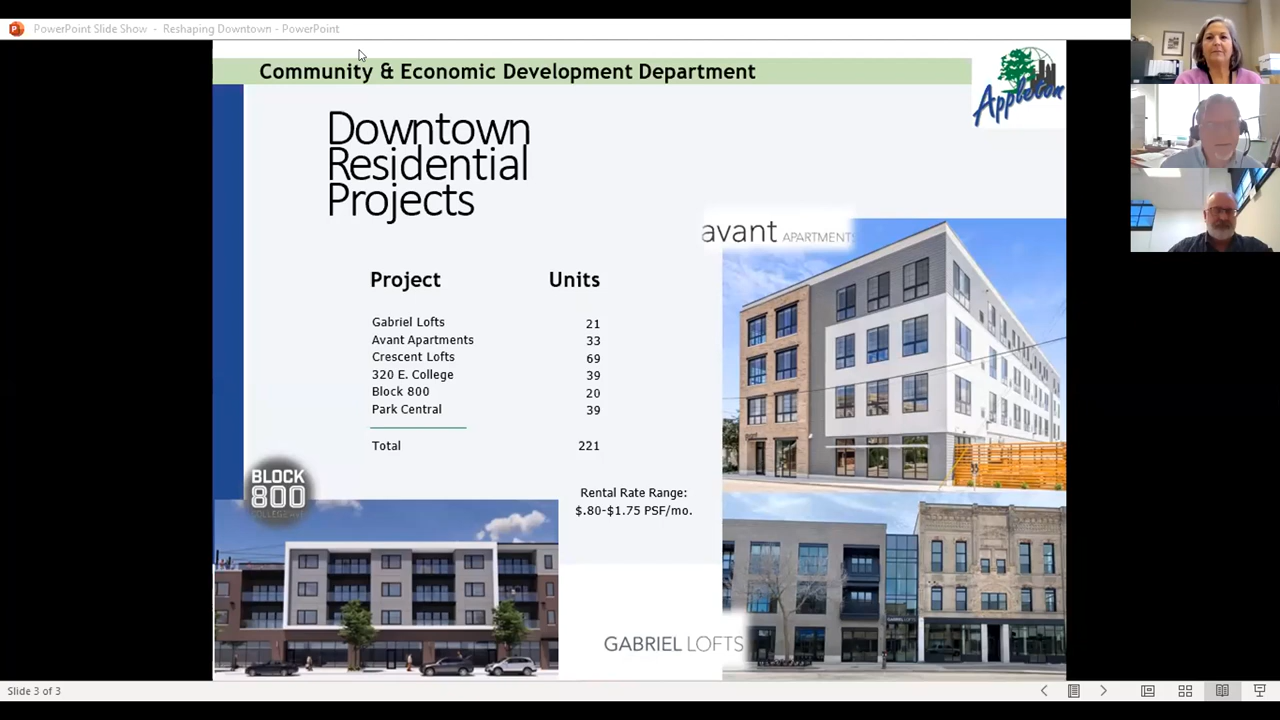 PowerPoint Slide Show - Reshaping Downtown - PowerPoint
Community & Economic Development Department
Appleton
Downtown
Residential
Projects
avant APARTMENTS
Project Units
Gabriel Lofts 21
Avant Apartments 33
Crescent Lofts 69
320 E. College 39
Block 800 20
Park Central 39
Total 221
BLOCK
800
Rental Rate Range:
$.80-$1.75 PSF/mo.
GABRIEL LOFTS
Slide 3 of 3